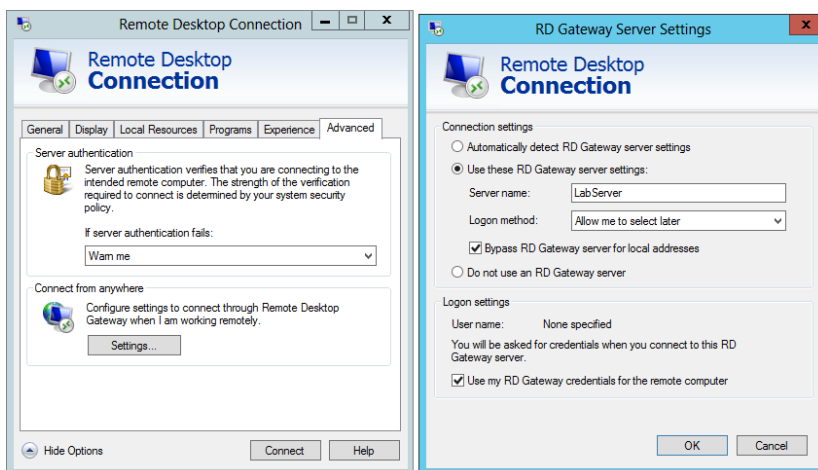 Remote Desktop Connection
x
Remote Desktop
Connection
General Display Local Resources Programs Experience Advanced
Server authentication
Server authentication verifies that you are connecting to the
intended remote computer. The strength of the verification
required to connect is determined by your system security
policy.
If server authentication fails:
Warn me
Connect from anywhere
Configure settings to connect through Remote Desktop
Gateway when I am working remotely.
Settings...
Hide Options
Connect
Help
RD Gateway Server Settings
x
Remote Desktop
Connection
Connection settings
Automatically detect RD Gateway server settings
Use these RD Gateway server settings:
Server name: LabServer
Logon method: Allow me to select later
Bypass RD Gateway server for local addresses
Do not use an RD Gateway server
Logon settings
User name: None specified
You will be asked for credentials when you connect to this RD
Gateway server.
Use my RD Gateway credentials for the remote computer
OK
Cancel